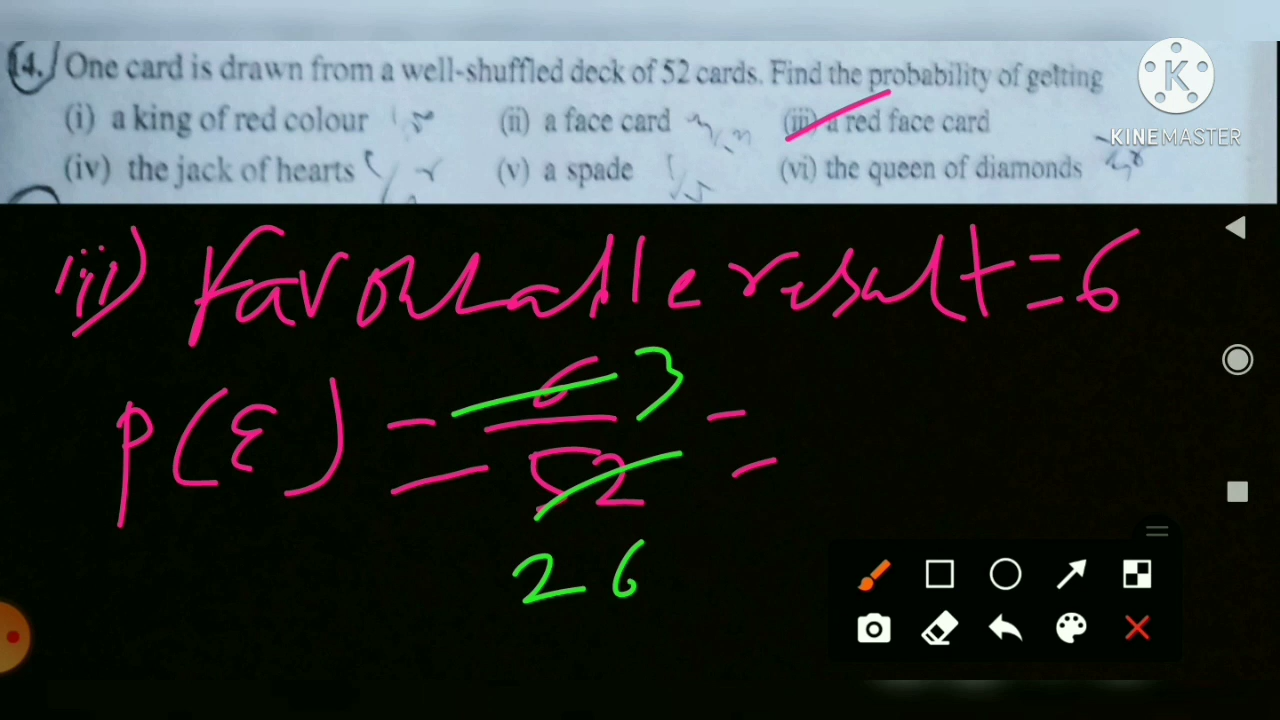 14. One card is drawn from a well-shuffled deck of 52 cards. Find the probability of getting
(i) a king of red colour (ii) a face card (iii) a red face card
(iv) the jack of hearts (v) a spade (vi) the queen of diamonds
KINEMASTER
iii) Favourable result = 6
P(E) = 6/52 =
3
26